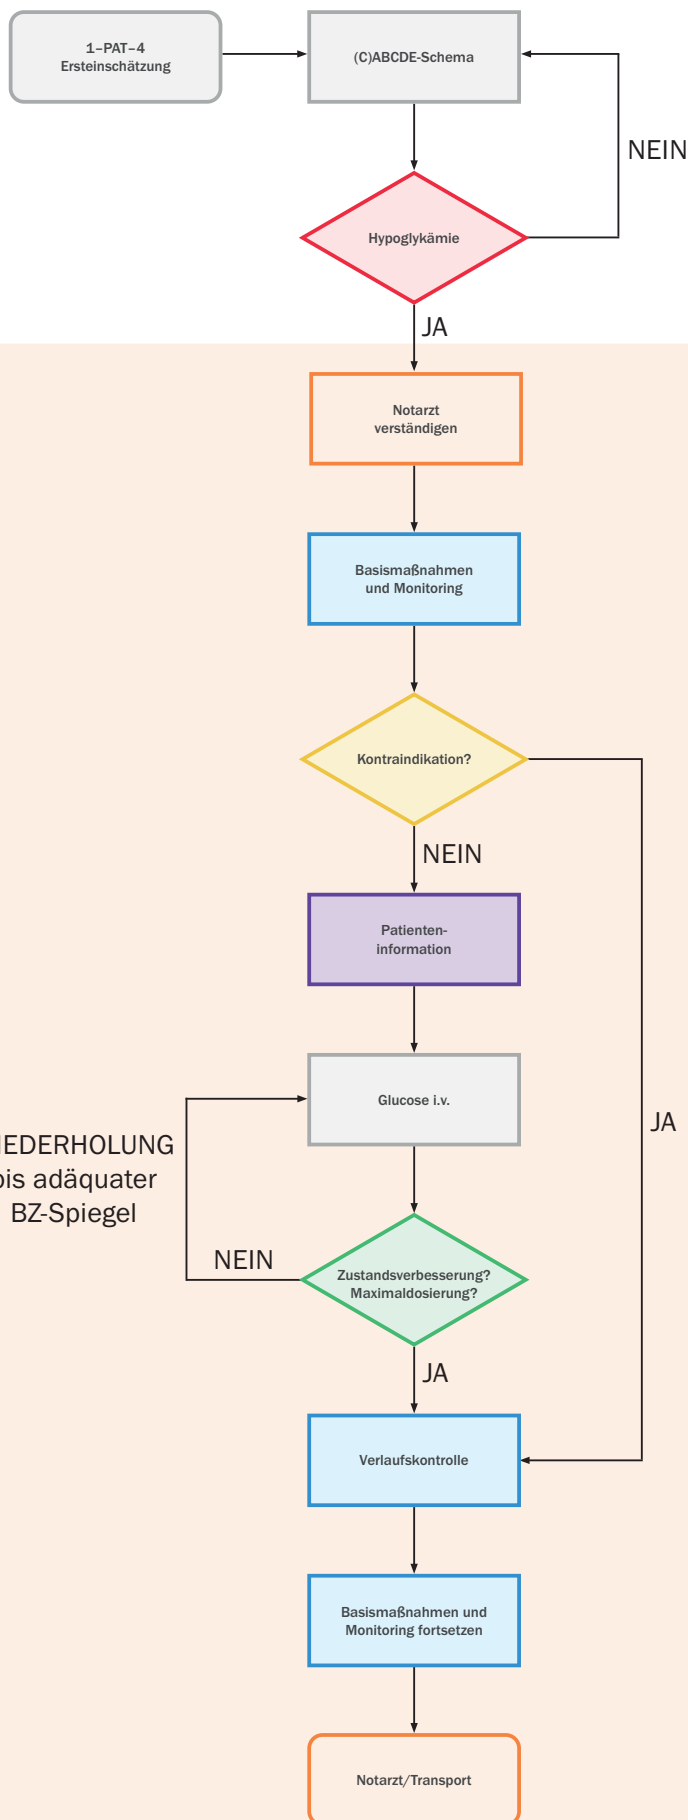 1–PAT–4
Ersteinschätzung
(C)ABCDE-Schema
NEIN
Hypoglykämie
JA
Notarzt
verständigen
Basismaßnahmen
und Monitoring
Kontraindikation?
NEIN
Patienten-
information
Glucose i.v.
JA
IEDERHOLUNG
bis adäquater
BZ-Spiegel
NEIN
Zustandsverbesserung?
Maximaldosierung?
JA
Verlaufskontrolle
Basismaßnahmen und
Monitoring fortsetzen
Notarzt/Transport